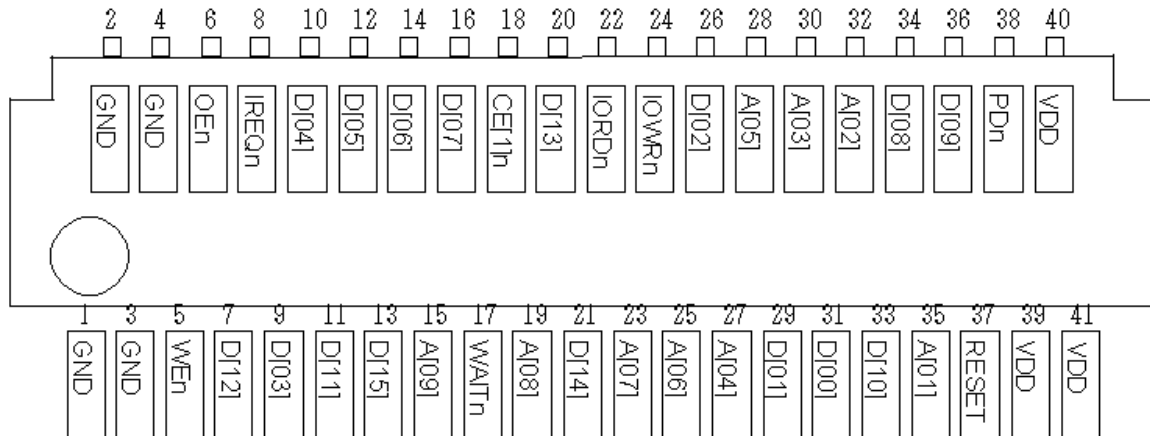 2 4 6 8 10 12 14 16 18 20 22 24 26 28 30 32 34 36 38 40
GND GND OEn IREQn D[04] D[05] D[06] D[07] CE[1]n D[13] IORDn IOWRn D[02] A[05] A[03] A[02] D[08] D[09] PDn VDD
1 3 5 7 9 11 13 15 17 19 21 23 25 27 29 31 33 35 37 39 41
GND GND WEn D[12] D[03] D[11] D[15] A[09] WAITn A[08] D[14] A[07] A[06] A[04] D[01] D[00] D[10] A[01] RESET VDD VDD